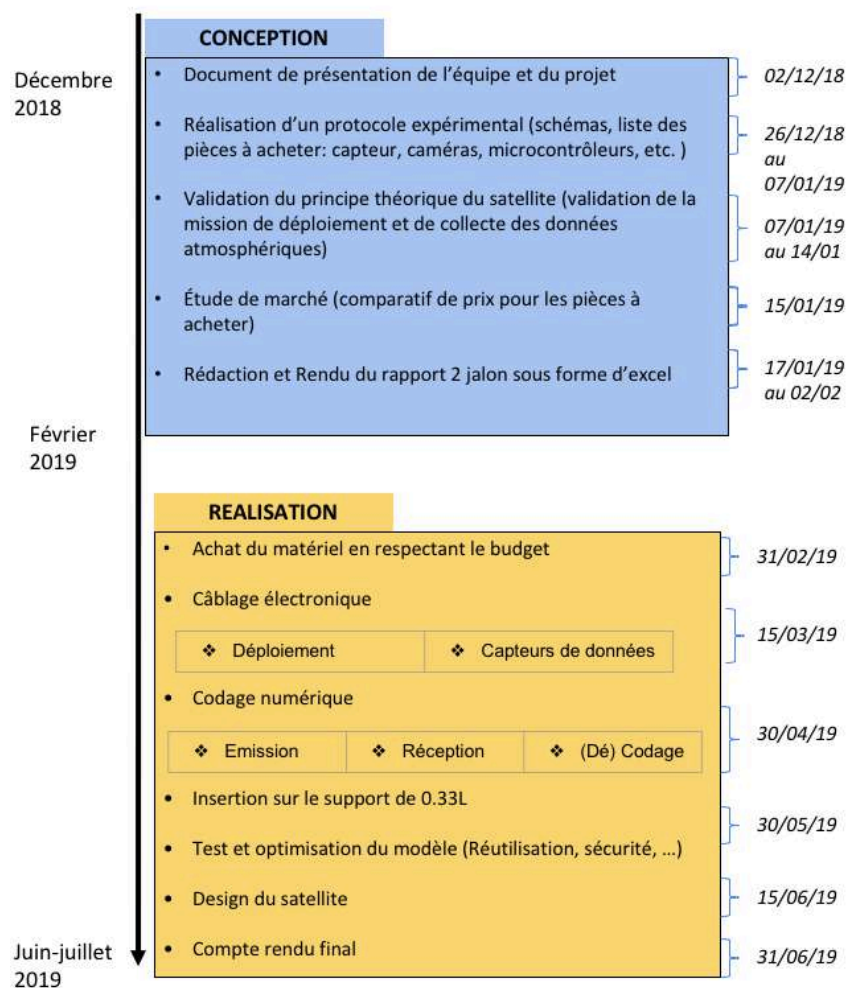 CONCEPTION
Décembre
2018
• Document de présentation de l’équipe et du projet
02/12/18
• Réalisation d’un protocole expérimental (schémas, liste des
pièces à acheter: capteur, caméras, microcontrôleurs, etc. )
26/12/18
au
07/01/19
• Validation du principe théorique du satellite (validation de la
mission de déploiement et de collecte des données
atmosphériques)
07/01/19
au 14/01
• Étude de marché (comparatif de prix pour les pièces à
acheter)
15/01/19
• Rédaction et Rendu du rapport 2 jalon sous forme d’excel
17/01/19
au 02/02
Février
2019
REALISATION
• Achat du matériel en respectant le budget
31/02/19
• Câblage électronique
❖ Déploiement
❖ Capteurs de données
15/03/19
• Codage numérique
❖ Emission
❖ Réception
❖ (Dé) Codage
30/04/19
• Insertion sur le support de 0.33L
• Test et optimisation du modèle (Réutilisation, sécurité, ...)
30/05/19
• Design du satellite
15/06/19
• Compte rendu final
31/06/19
Juin-juillet
2019